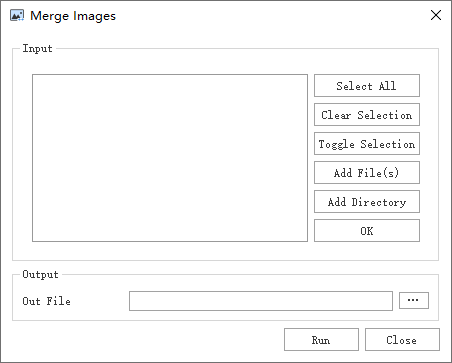 Merge Images
Input
Select All
Clear Selection
Toggle Selection
Add File(s)
Add Directory
OK
Output
Out File
...
Run
Close